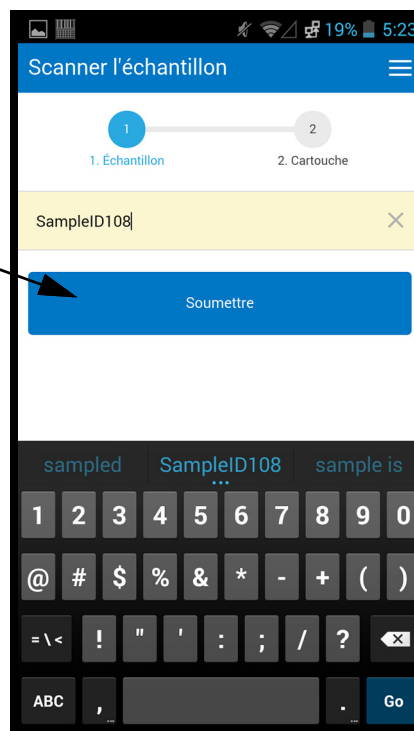 19% 5:23
Scanner l'échantillon
1 2
1. Échantillon 2. Cartouche
SampleID108
Soumettre
sampled SampleID108 sample is
1 2 3 4 5 6 7 8 9 0
@ # $ % & * - + ( )
= \ < ! " ' : ; / ?
ABC , . Go